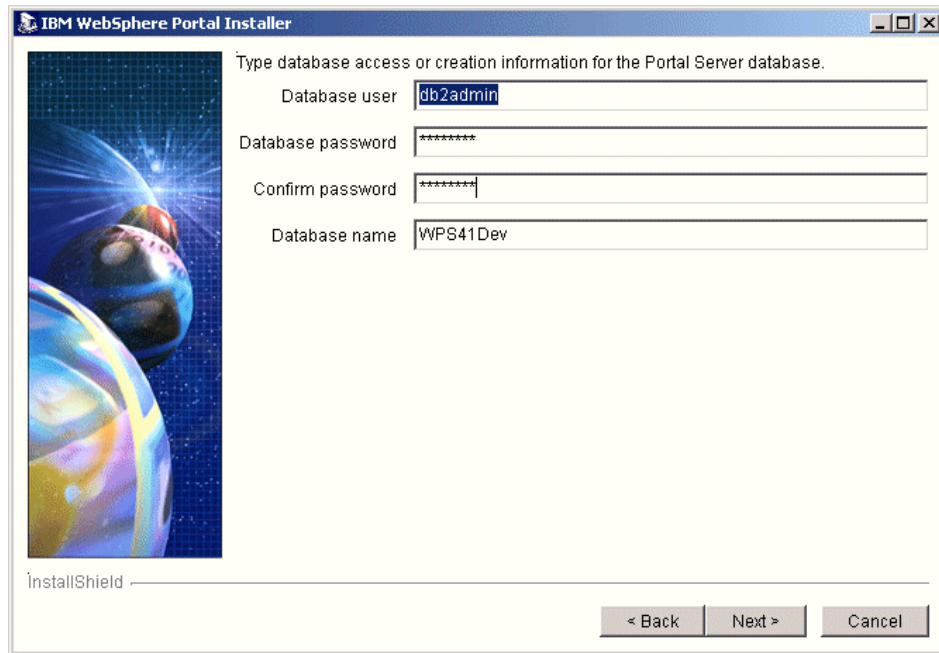 IBM WebSphere Portal Installer
Type database access or creation information for the Portal Server database.
Database user db2admin
Database password ********
Confirm password ********
Database name WPS41Dev
InstallShield
< Back Next > Cancel